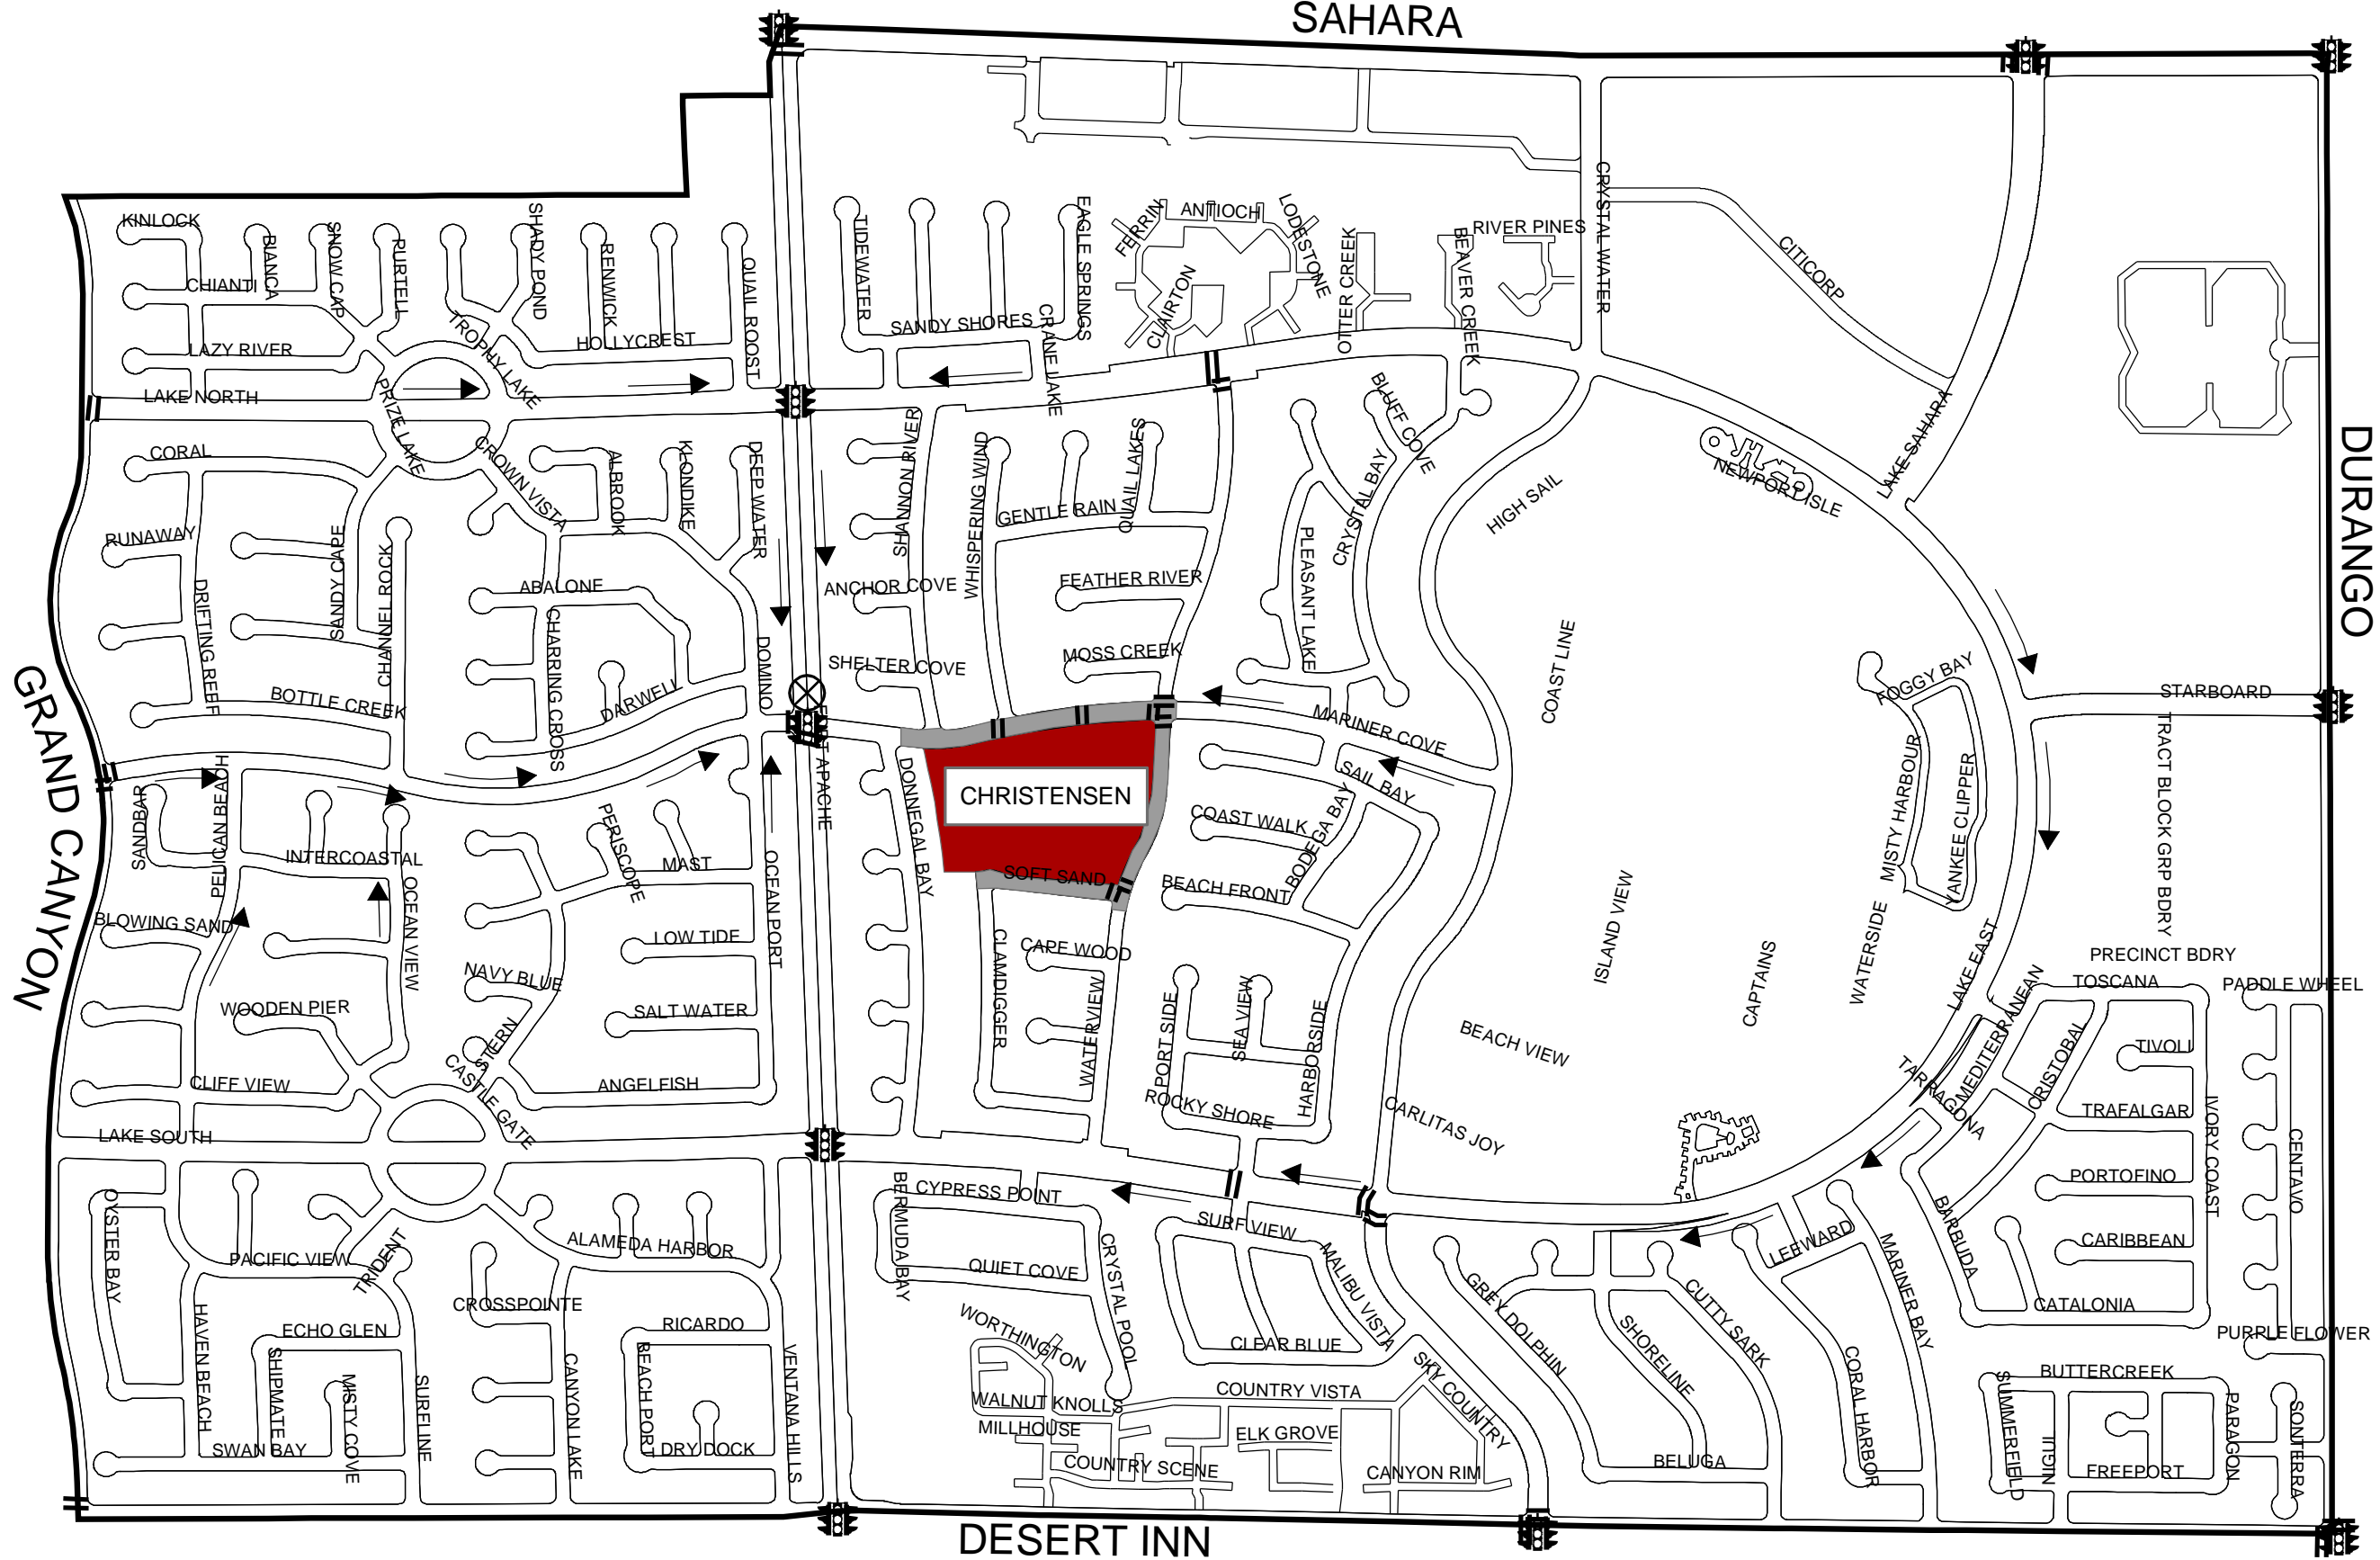 SAHARA
KINLOCK
BIANCA
SNOW CAP
PURTELL
SHADY POND
RENWICK
QUAIL ROOST
TIDEWATER
EAGLE SPRINGS
FERRIN
ANTIOCH
LODESTONE
CLAIRTON
OTTER CREEK
BEAVER CREEK
RIVER PINES
CRYSTAL WATER
CITICORP
CHIANTI
LAZY RIVER
TROPHY LAKE
HOLLYCREST
SANDY SHORES
CRANE LAKE
LAKE NORTH
PRIZE LAKE
BLUFF COVE
LAKE SAHARA
DURANGO
CORAL
CROWN VISTA
ALBROOK
KLONDIKE
DEEP WATER
SHANNON RIVER
WHISPERING WIND
GENTLE RAIN
QUAIL LAKES
CRYSTAL BAY
HIGH SAIL
NEWPORT ISLE
RUNAWAY
DRIFTING REEF
SANDY CAPE
CHANNEL ROCK
ABALONE
CHARRING CROSS
ANCHOR COVE
FEATHER RIVER
PLEASANT LAKE
COAST LINE
SHELTER COVE
MOSS CREEK
DOMINO
DARWELL
BOTTLE CREEK
FOGGY BAY
STARBOARD
MARINER COVE
GRAND CANYON
FORT APACHE
DONNEGAL BAY
CHRISTENSEN
SAIL BAY
MISTY HARBOUR
YANKEE CLIPPER
TRACT BLOCK GRP BDRY
SANDBAR
PELICAN BEACH
INTERCOASTAL
PERISCOPE
MAST
OCEAN PORT
SOFT SAND
COAST WALK
BODEGA BAY
BEACH FRONT
ISLAND VIEW
CAPTAINS
WATERSIDE
LAKE EAST
BLOWING SAND
OCEAN VIEW
NAVY BLUE
LOW TIDE
CLAMDIGGER
CAPE WOOD
WATERVIEW
PORT SIDE
SEA VIEW
HARBORSIDE
BEACH VIEW
PRECINCT BDRY
TOSCANA
PADDLE WHEEL
MEDITERRANEAN
WOODEN PIER
STERN
SALT WATER
CRISTOBAL
TIVOLI
CLIFF VIEW
CASTLE GATE
ANGELFISH
ROCKY SHORE
CARLITAS JOY
TARRAGONA
TRAFALGAR
IVORY COAST
CENTAVO
LAKE SOUTH
OYSTER BAY
BERMUDA BAY
CYPRESS POINT
SURF VIEW
PORTOFINO
BARBUDA
PACIFIC VIEW
TRIDENT
ALAMEDA HARBOR
QUIET COVE
CRYSTAL POOL
MALIBU VISTA
GREY DOLPHIN
LEEWARD
MARINER BAY
CARIBBEAN
CATALONIA
HAVEN BEACH
ECHO GLEN
CROSSPOINTE
RICARDO
VENTANA HILLS
WORTHINGTON
CLEAR BLUE
SKY COUNTRY
SHORELINE
CUTTY SARK
CORAL HARBOR
PURPLE FLOWER
SHIPMATE
MISTY COVE
SURFLINE
CANYON LAKE
BEACH PORT
WALNUT KNOLLS
COUNTRY VISTA
BUTTERCREEK
SUMMERFIELD
PARAGON
SONTERRA
MILLHOUSE
ELK GROVE
SWAN BAY
DRY DOCK
COUNTRY SCENE
CANYON RIM
BELUGA
FREEPORT
DESERT INN